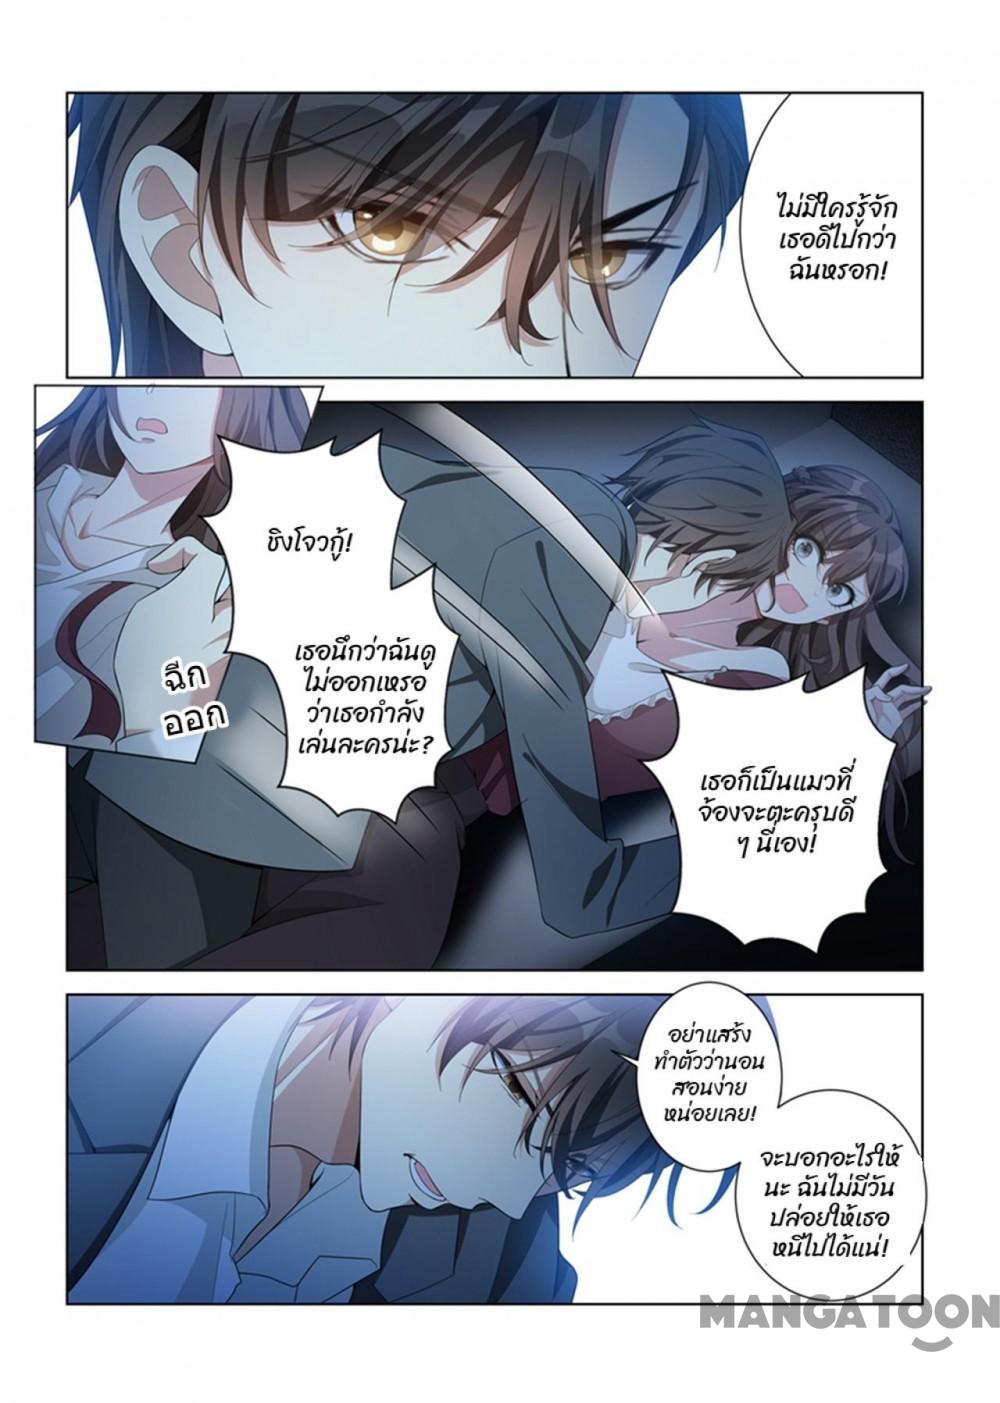 ไม่มีใครรู้จัก
เธอดีไปกว่า
ฉันหรอก!
ชิงโจวกู้!
เธอนึกว่าฉันดู
ไม่ออกเหรอ
ว่าเธอกำลัง
เล่นละครน่ะ?
ฉีก
ออก
เธอก็เป็นแมวที่
จ้องจะตะครุบดี
ๆ นี่เอง!
อย่าแสร้ง
ทำตัวว่านอน
สอนง่าย
หน่อยเลย!
จะบอกอะไรให้
นะ ฉันไม่มีวัน
ปล่อยให้เธอ
หนีไปได้แน่!
MANGATOON